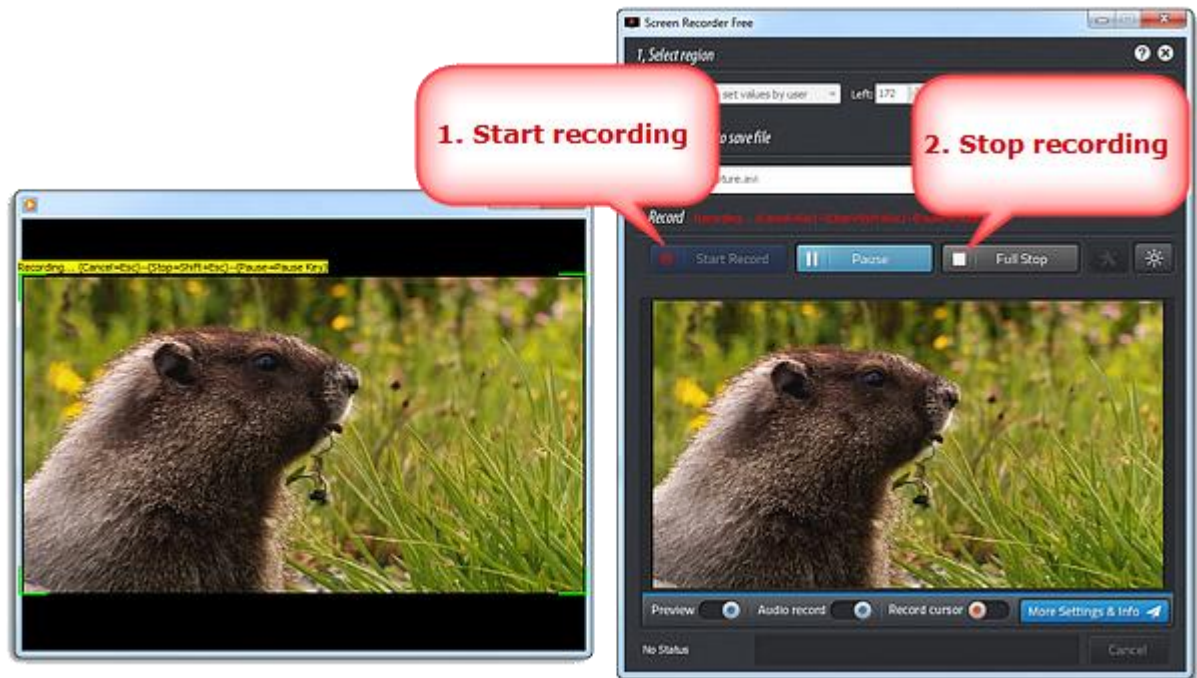 Screen Recorder Free
1, Select region
set values by user
Left: 172
1. Start recording
o save file
2. Stop recording
ture.avi
Record
Recording... (Cancel=Esc)--(Stop=Shift+Esc)--(Pause=Pause Key)
Start Record
Pause
Full Stop
Preview
Audio record
Record cursor
More Settings & Info
No Status
Cancel